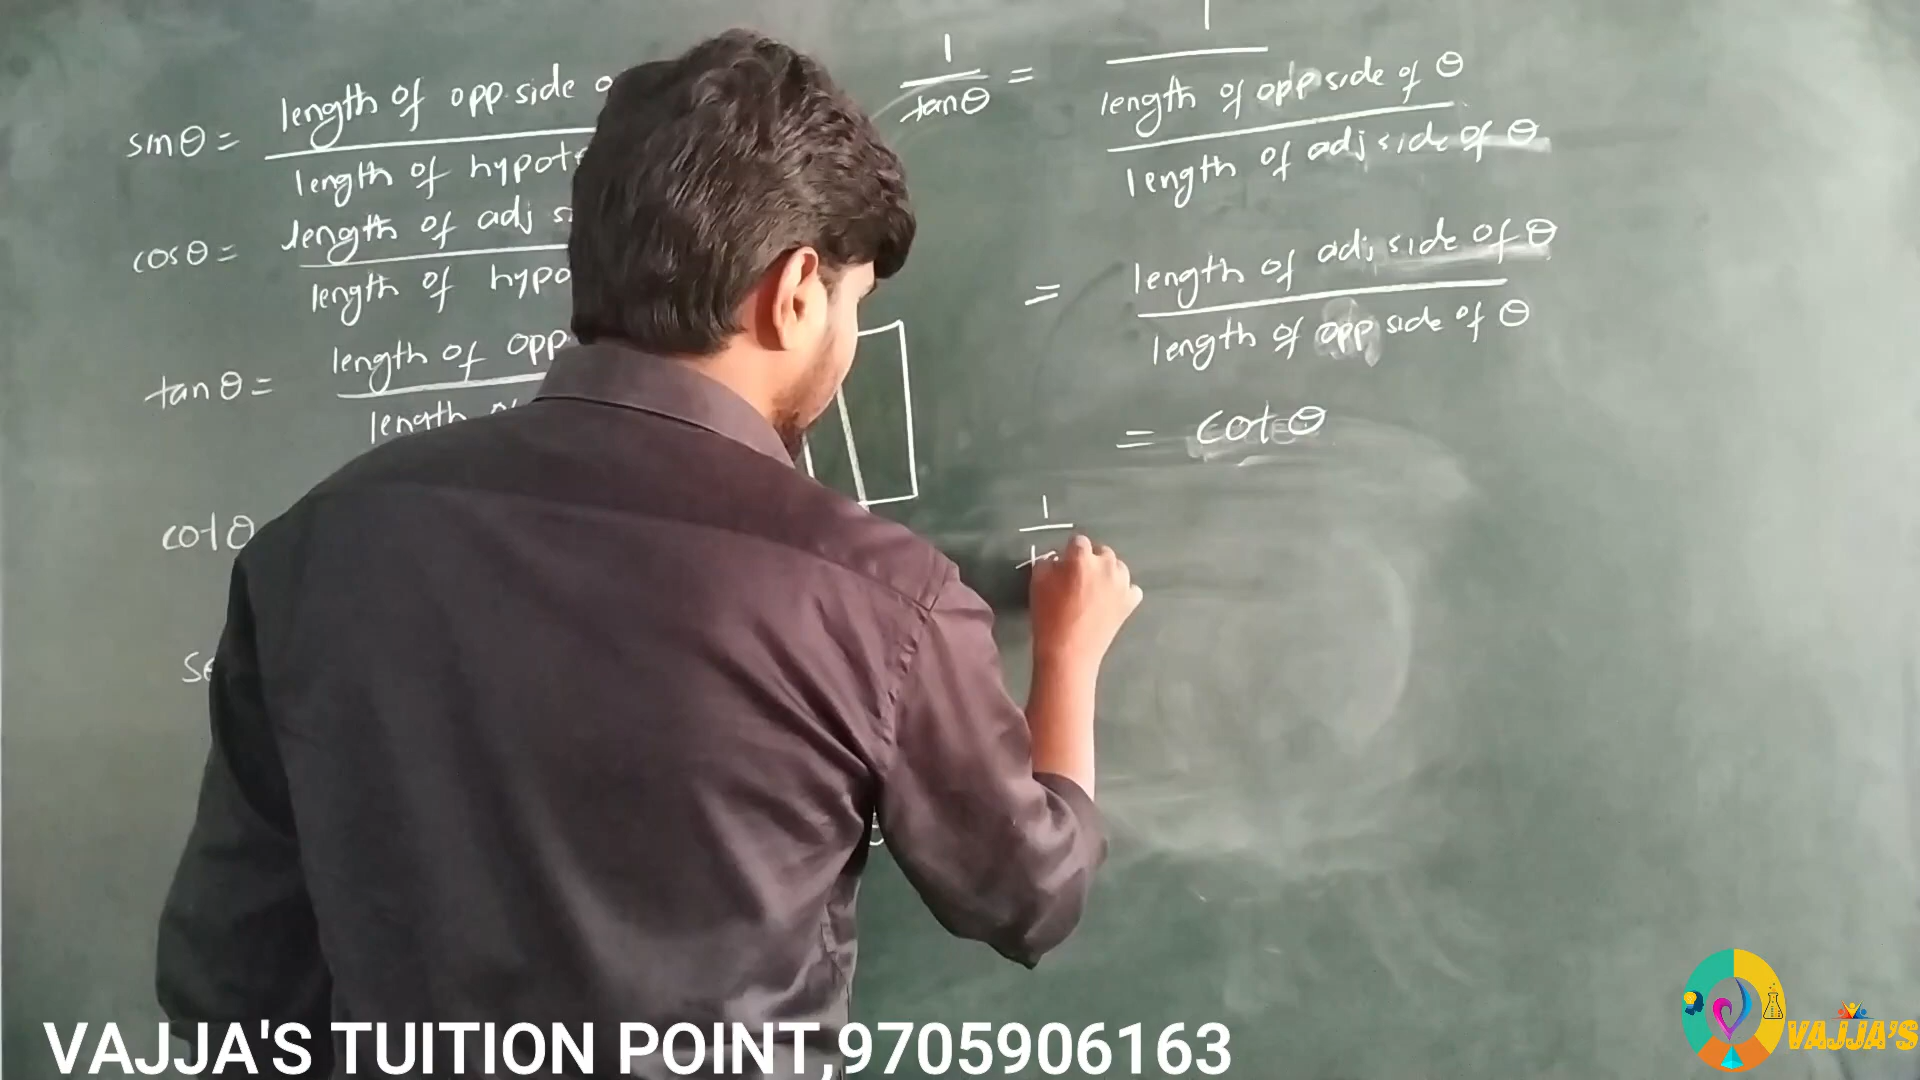 sinθ = length of opp. side
length of
cosθ = length of adj
length of
tanθ = length of opp
length
cotθ
1
tanθ
=
1
length of opp side of θ
length of adj side of θ
= length of adj side of θ
length of opp side of θ
= cotθ
1
VAJJA'S TUITION POINT,9705906163
VAJJA'S